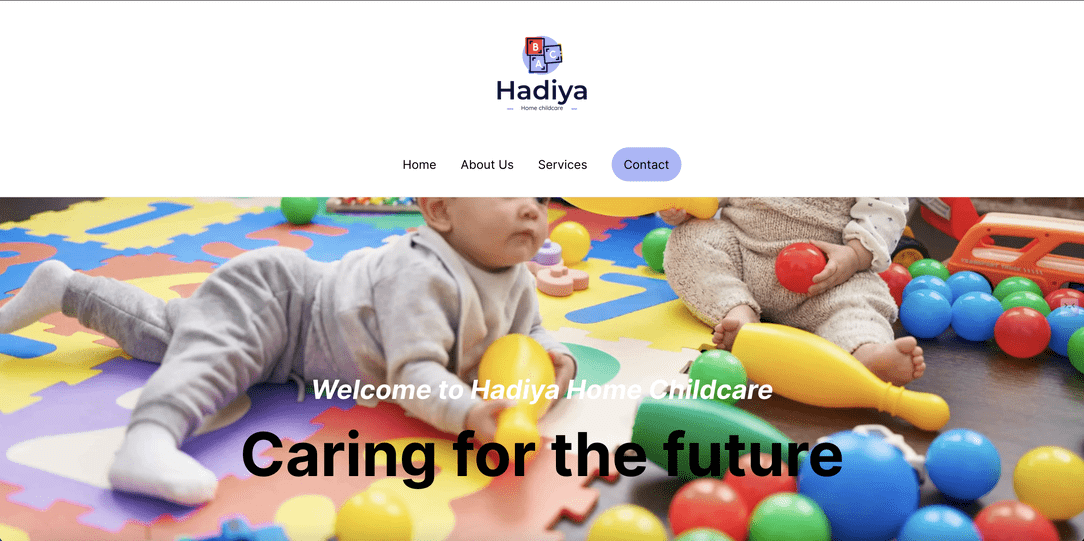 B
C
A
Hadiya
Home childcare
Home About Us Services Contact
Welcome to Hadiya Home Childcare
Caring for the future